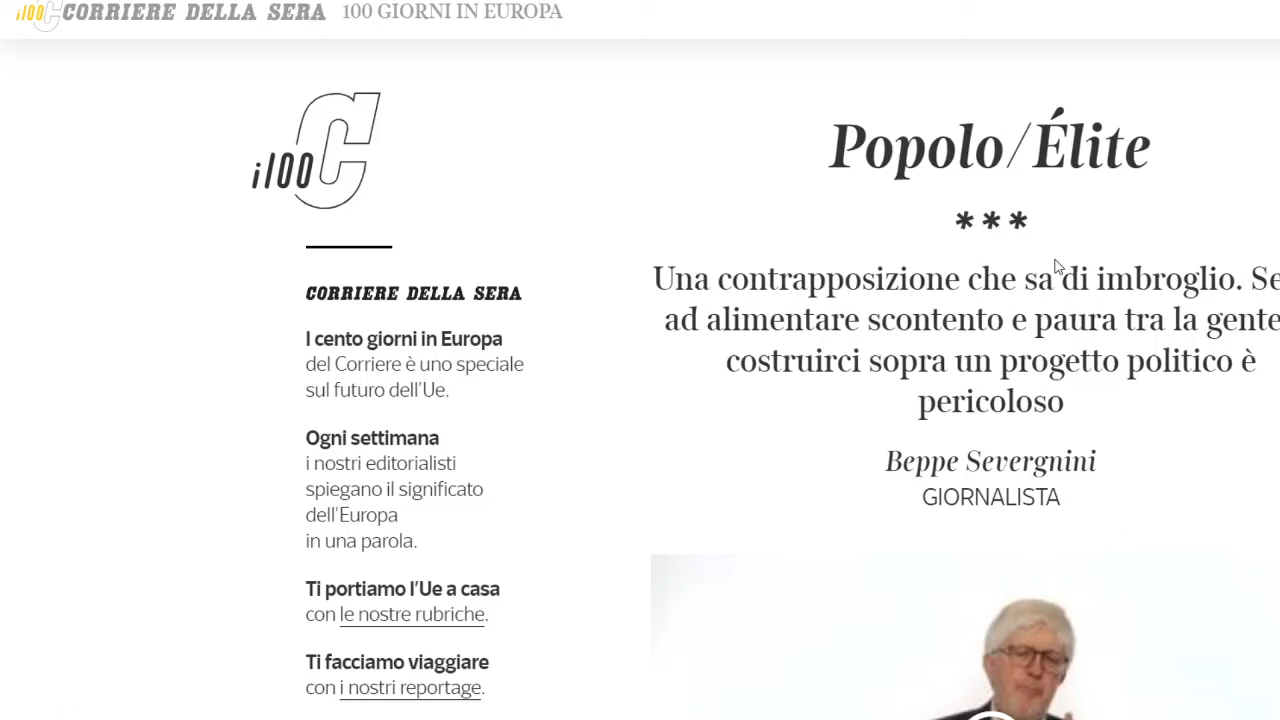 i100C CORRIERE DELLA SERA 100 GIORNI IN EUROPA
i100C
CORRIERE DELLA SERA
I cento giorni in Europa
del Corriere è uno speciale
sul futuro dell'Ue.
Ogni settimana
i nostri editorialisti
spiegano il significato
dell'Europa
in una parola.
Ti portiamo l'Ue a casa
con le nostre rubriche.
Ti facciamo viaggiare
con i nostri reportage.
Popolo/Élite
***
Una contrapposizione che sa di imbroglio. Se
ad alimentare scontento e paura tra la gente
costruirci sopra un progetto politico è
pericoloso
Beppe Severgnini
GIORNALISTA